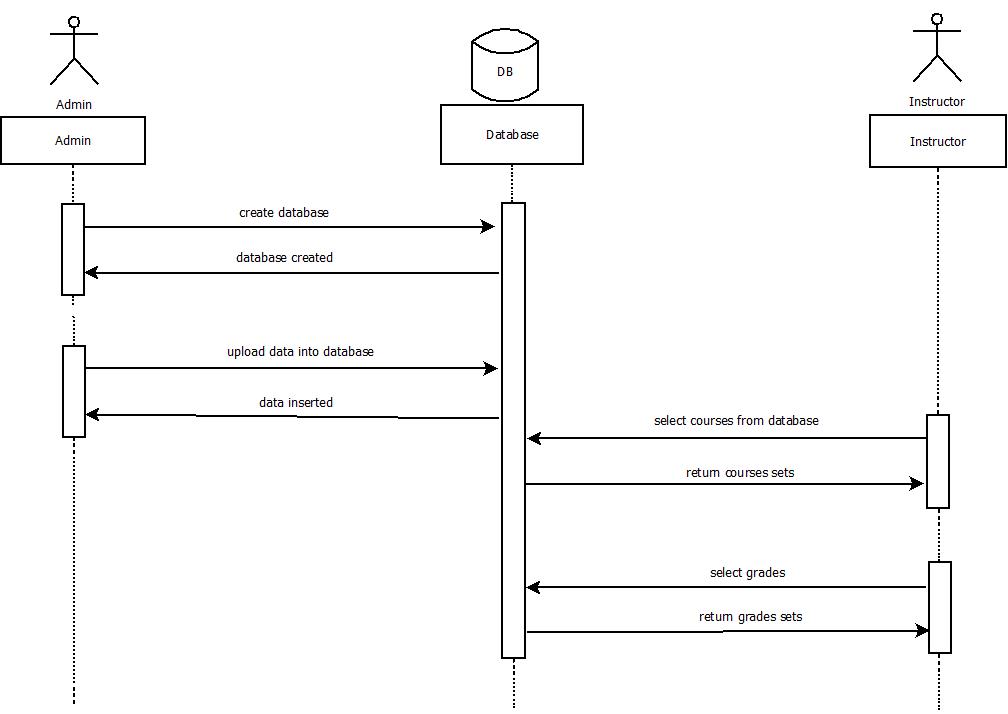 DB
Admin
Instructor
Admin
Database
Instructor
create database
database created
upload data into database
data inserted
select courses from database
return courses sets
select grades
return grades sets